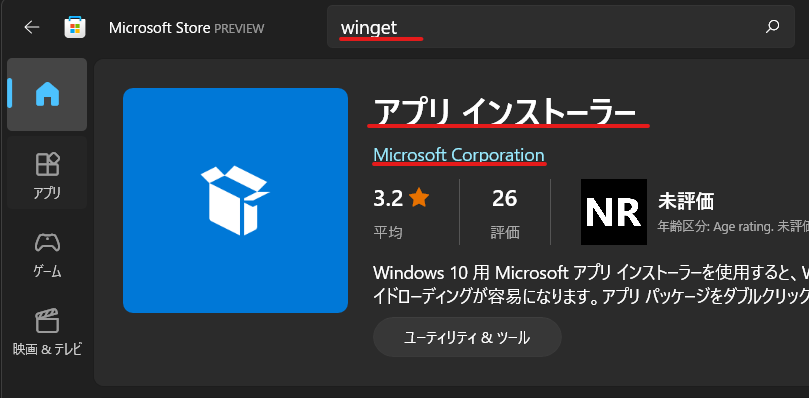 Microsoft Store PREVIEW
winget
アプリ インストーラー
Microsoft Corporation
3.2
平均
26
評価
NR
未評価
年齢区分: Age rating. 未評価
Windows 10 用 Microsoft アプリ インストーラーを使用すると、W
イドローディングが容易になります。アプリ パッケージをダブルクリック
ユーティリティ & ツール
アプリ
ゲーム
映画 & テレビ